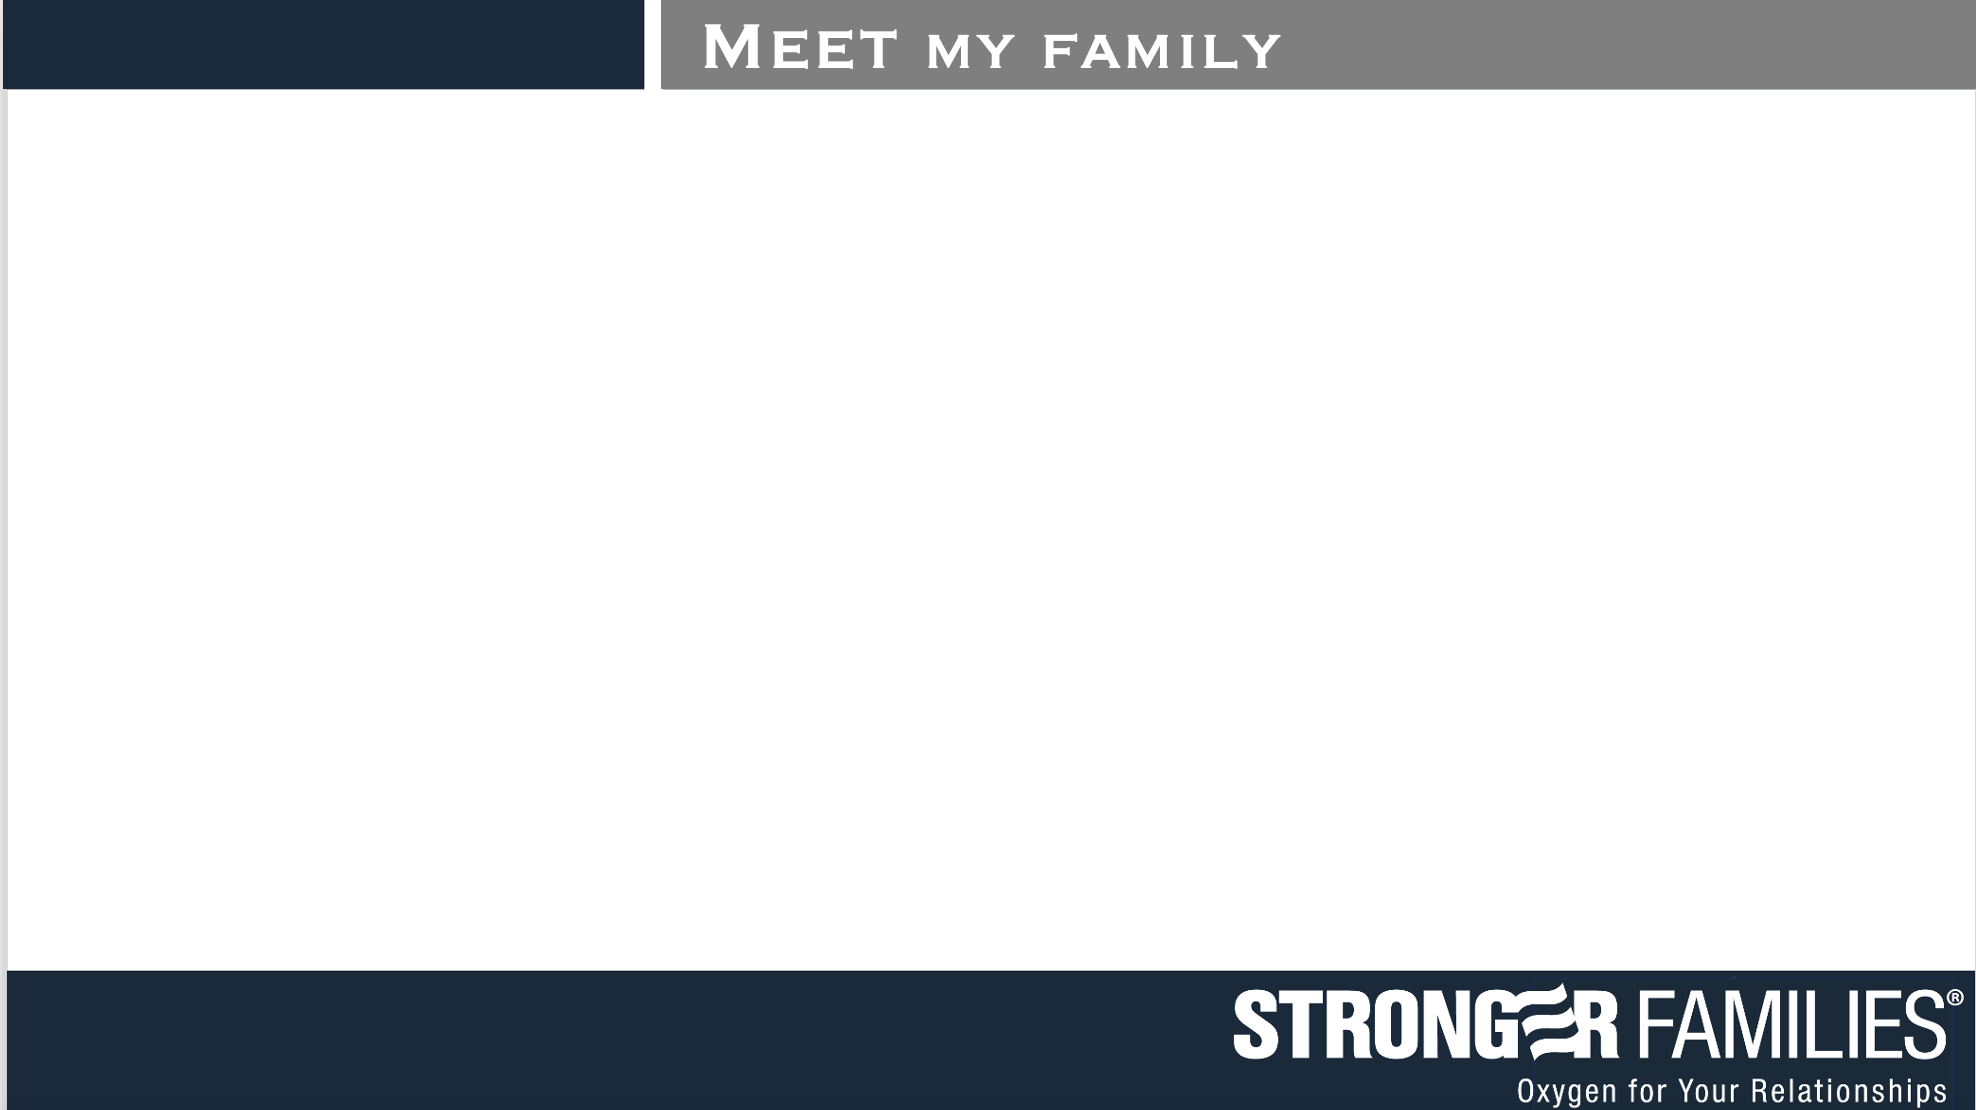 Meet my family
STRONGER FAMILIES®
Oxygen for Your Relationships